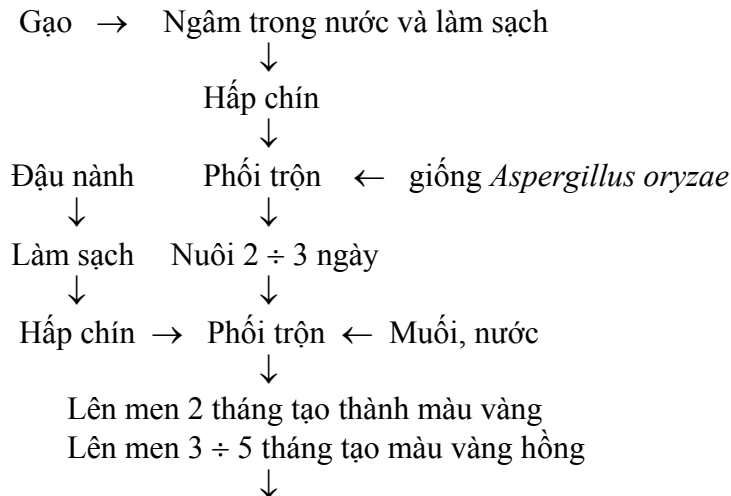 Gạo → Ngâm trong nước và làm sạch
↓
Hấp chín
↓
Đậu nành Phối trộn ← giống Aspergillus oryzae
↓ ↓
Làm sạch Nuôi 2 ÷ 3 ngày
↓ ↓
Hấp chín → Phối trộn ← Muối, nước
↓
Lên men 2 tháng tạo thành màu vàng
Lên men 3 ÷ 5 tháng tạo màu vàng hồng
↓